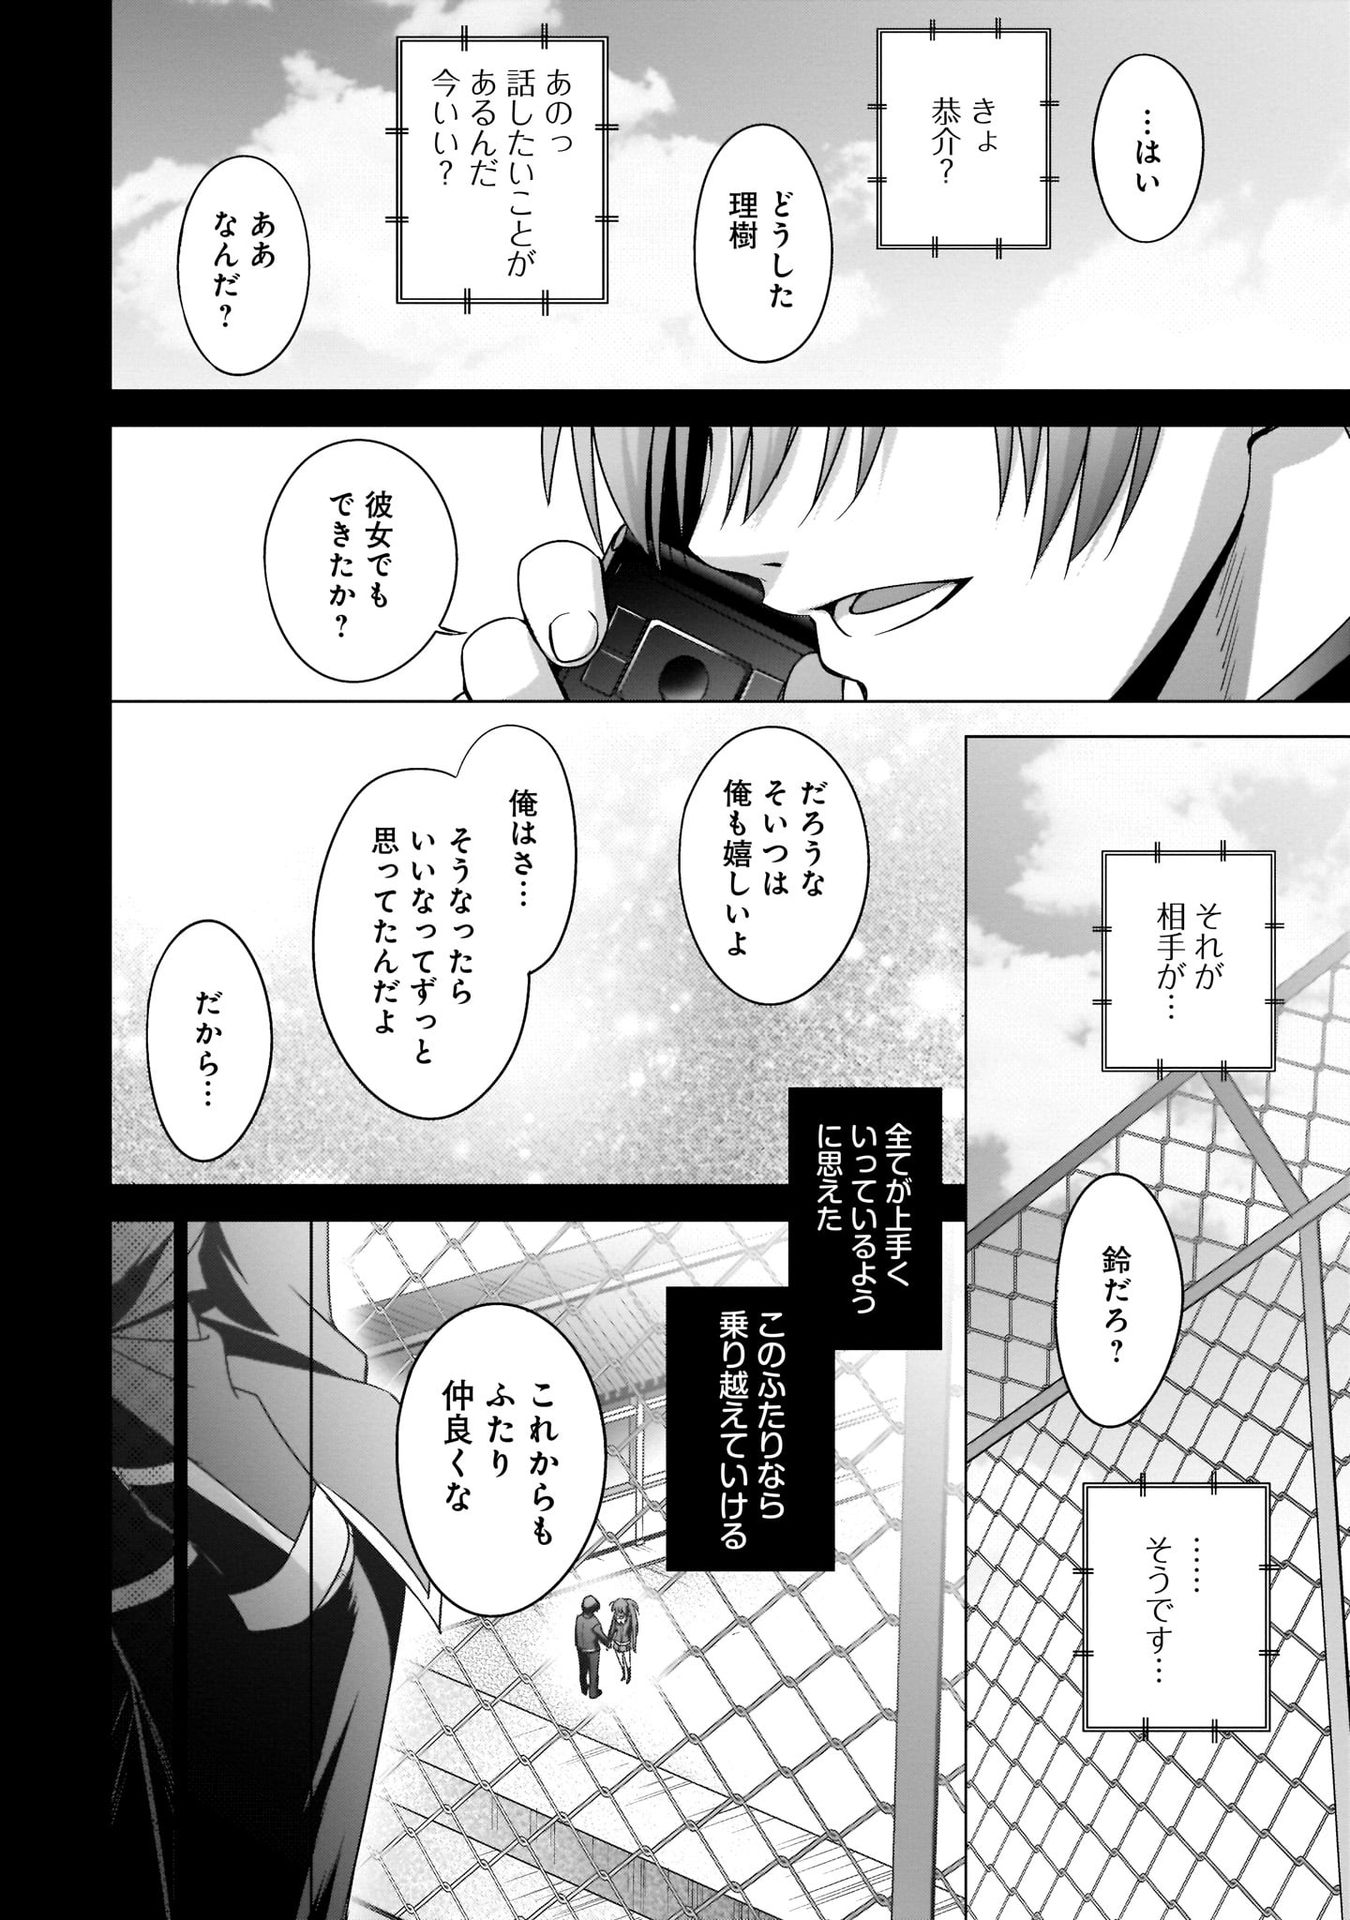 …はい
きょ
恭介？
どうした
理樹
あのっ
話したいことが
あるんだ
今いい？
ああ
なんだ？
彼女でも
できたか？
それが
相手が…
鈴だろ？
……
そうです…
だろうな
そいつは
俺も嬉しいよ
俺はさ…
そうなったら
いいなってずっと
思ってたんだよ
だから…
全てが上手く
いっているよう
に思えた
このふたりなら
乗り越えていける
これからも
ふたり
仲良くな